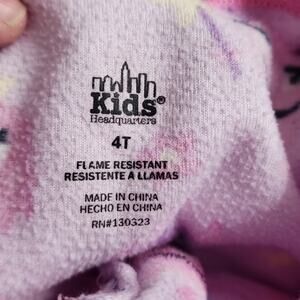 Kids®
Headquarters
4T
FLAME RESISTANT
RESISTENTE A LLAMAS
MADE IN CHINA
HECHO EN CHINA
RN#130323